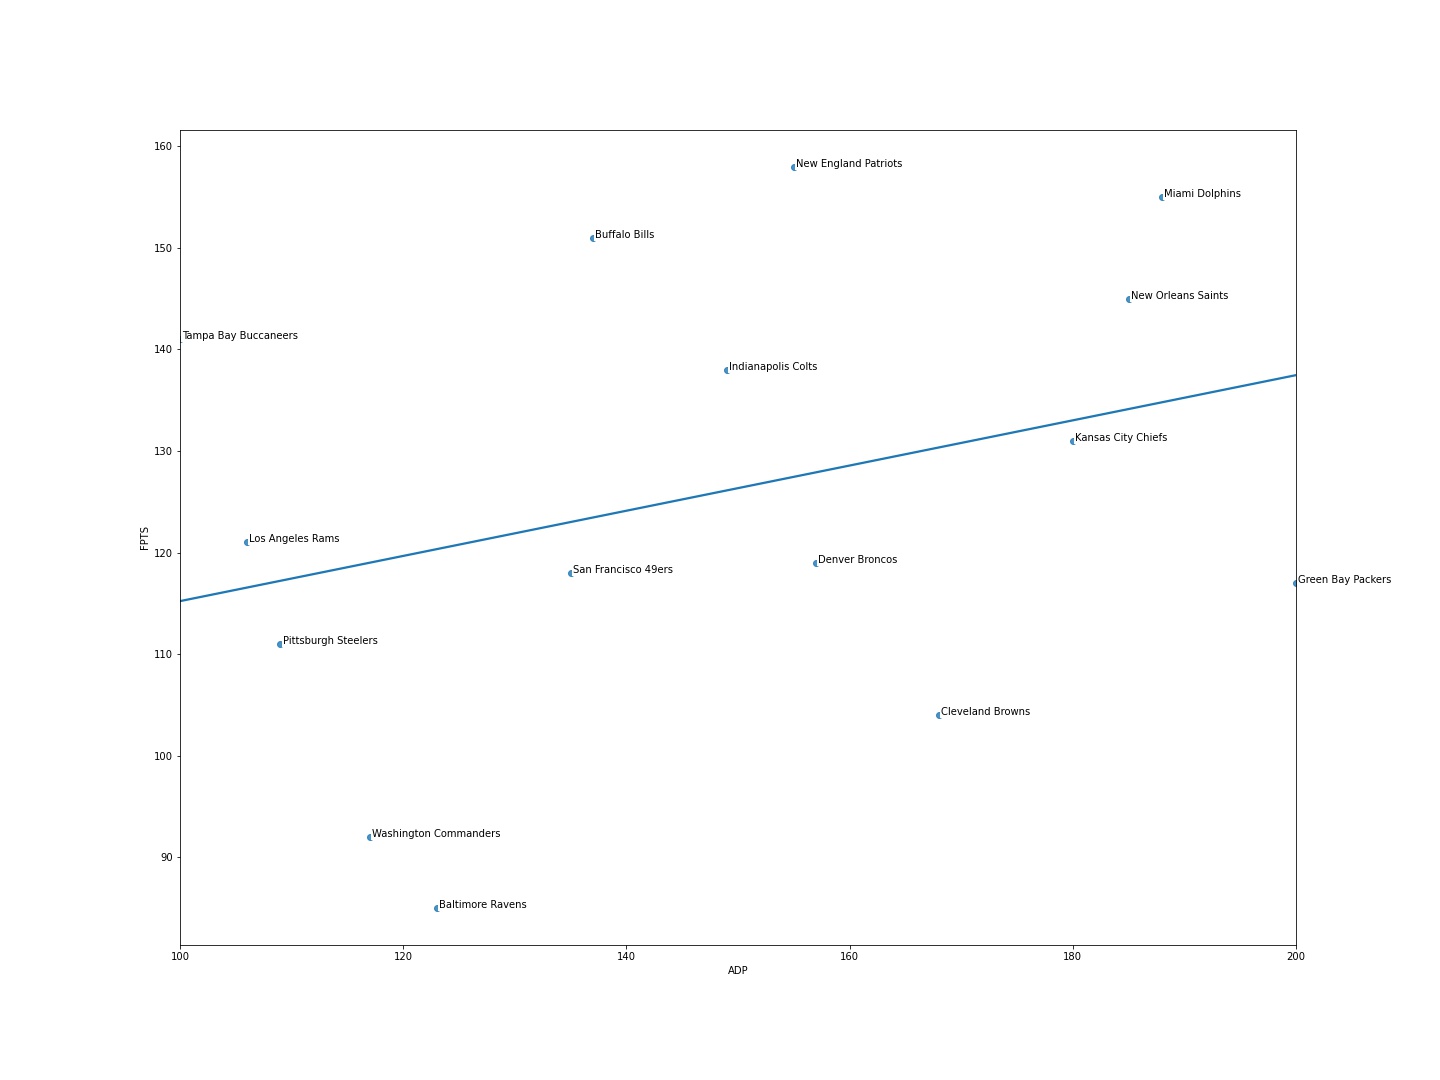 160
New England Patriots
Miami Dolphins
150
Buffalo Bills
New Orleans Saints
Tampa Bay Buccaneers
140
Indianapolis Colts
Kansas City Chiefs
130
FPTS
Los Angeles Rams
120
Denver Broncos
San Francisco 49ers
Green Bay Packers
Pittsburgh Steelers
110
Cleveland Browns
100
Washington Commanders
90
Baltimore Ravens
100 120 140 160 180 200
ADP